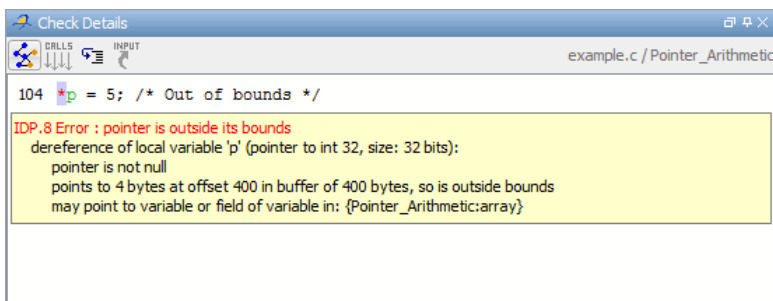 Check Details
CALLS INPUT example.c / Pointer_Arithmetic
104 *p = 5; /* Out of bounds */
IDP.8 Error : pointer is outside its bounds
dereference of local variable 'p' (pointer to int 32, size: 32 bits):
pointer is not null
points to 4 bytes at offset 400 in buffer of 400 bytes, so is outside bounds
may point to variable or field of variable in: {Pointer_Arithmetic:array}